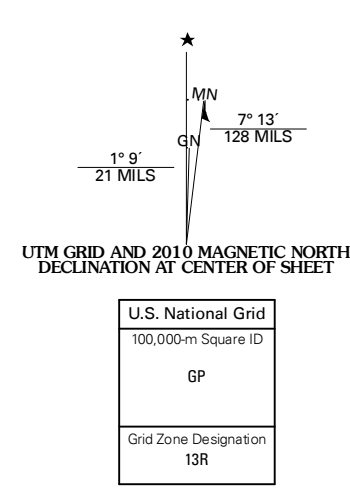 ★
MN
7° 13´
128 MILS
GN
1° 9´
21 MILS
UTM GRID AND 2010 MAGNETIC NORTH
DECLINATION AT CENTER OF SHEET
U.S. National Grid
100,000-m Square ID
GP
Grid Zone Designation
13R